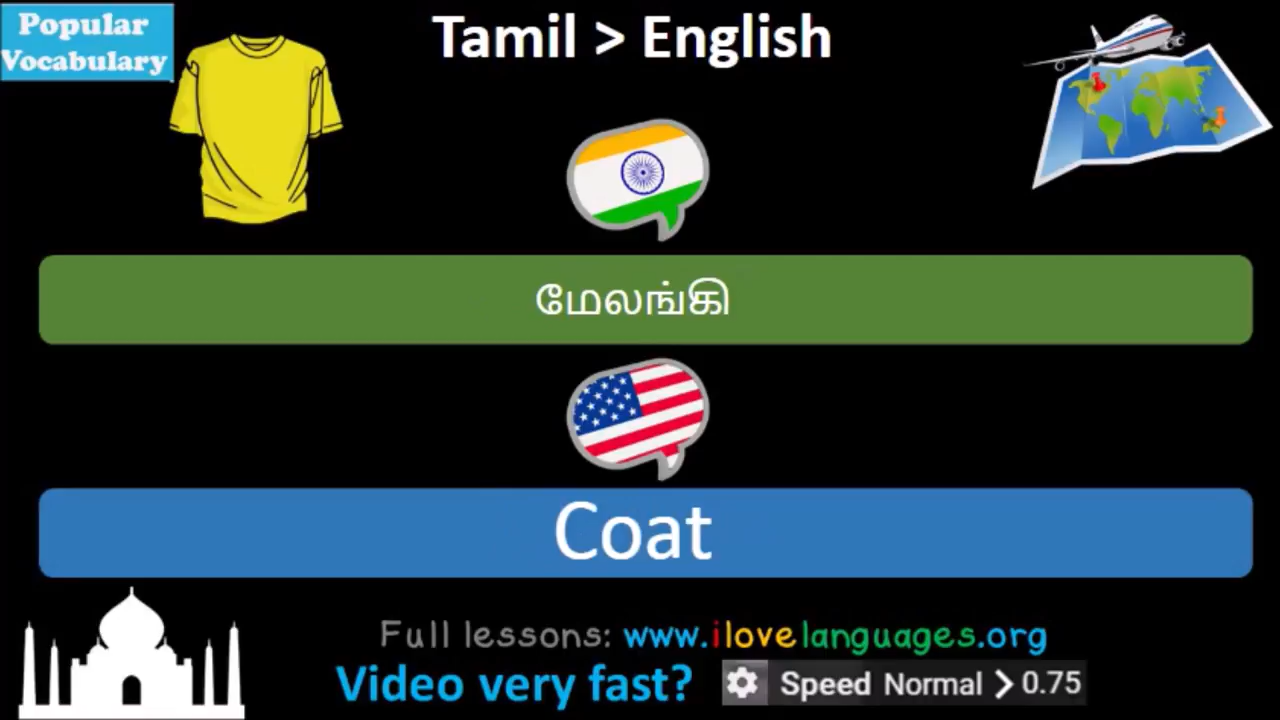 Popular
Vocabulary
Tamil > English
மேலங்கி
Coat
Full lessons: www.ilovelanguages.org
Video very fast? Speed Normal > 0.75